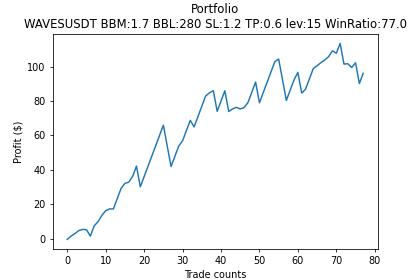 Portfolio
WAVESUSDT BBM:1.7 BBL:280 SL:1.2 TP:0.6 lev:15 WinRatio:77.0
Profit ($)
100
80
60
40
20
0
0 10 20 30 40 50 60 70 80
Trade counts